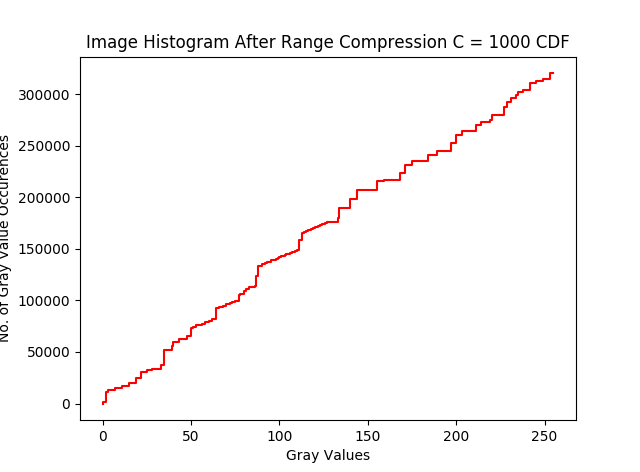 Image Histogram After Range Compression C = 1000 CDF
No. of Gray Value Occurences
300000
250000
200000
150000
100000
50000
0
0 50 100 150 200 250
Gray Values